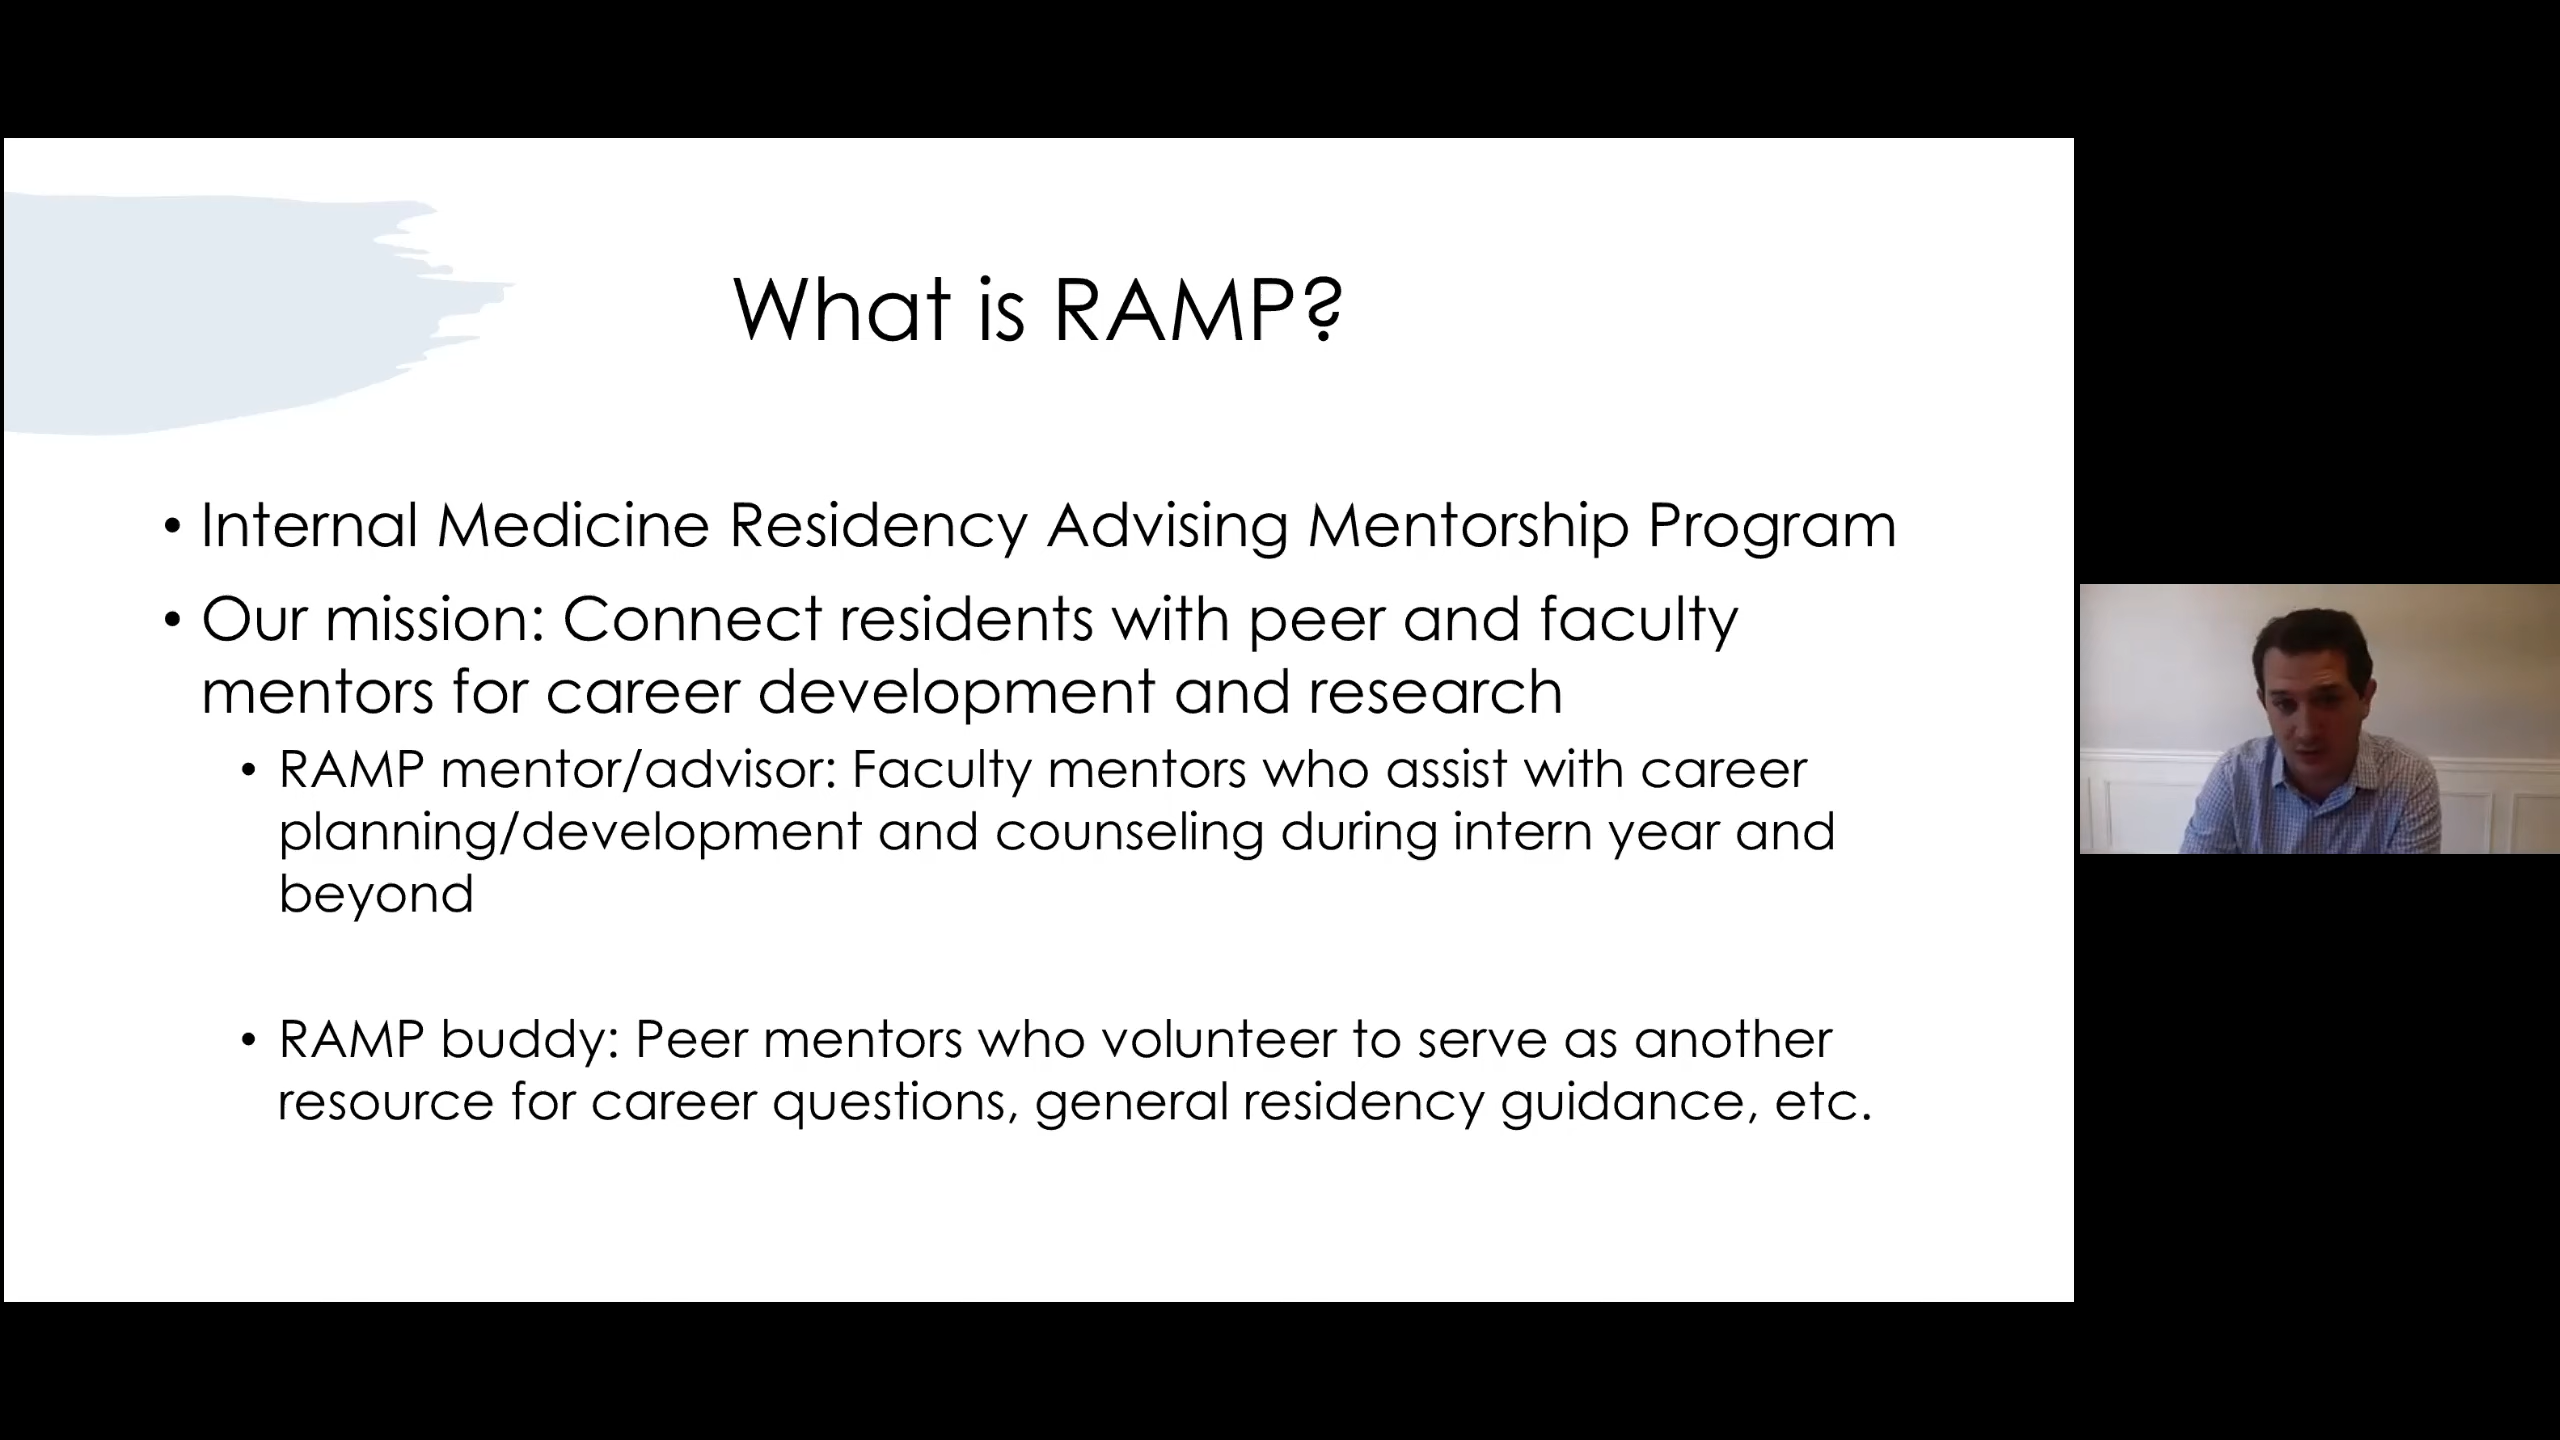 What is RAMP?
• Internal Medicine Residency Advising Mentorship Program
• Our mission: Connect residents with peer and faculty
mentors for career development and research
• RAMP mentor/advisor: Faculty mentors who assist with career
planning/development and counseling during intern year and
beyond
• RAMP buddy: Peer mentors who volunteer to serve as another
resource for career questions, general residency guidance, etc.